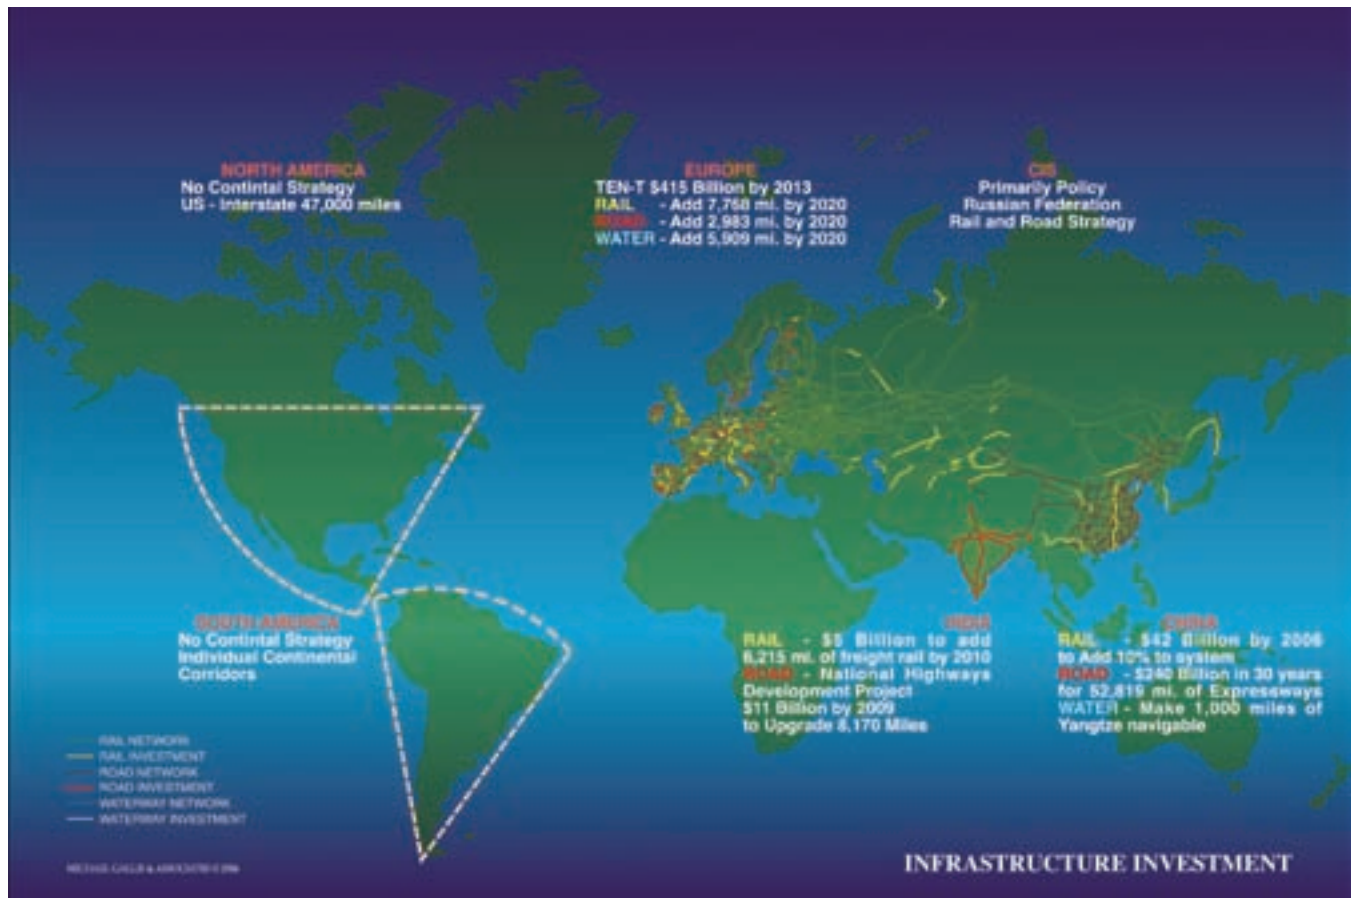 NORTH AMERICA
No Contintal Strategy
US - Interstate 47,000 miles
EUROPE
TEN-T $415 Billion by 2013
RAIL - Add 7,768 mi. by 2020
ROAD - Add 2,983 mi. by 2020
WATER - Add 5,909 mi. by 2020
CIS
Primarily Policy
Russian Federation
Rail and Road Strategy
SOUTH AMERICA
No Contintal Strategy
Individual Continental
Corridors
INDIA
RAIL - $5 Billion to add
6,215 mi. of freight rail by 2010
ROAD - National Highways
Development Project
$11 Billion by 2009
to Upgrade 8,170 Miles
CHINA
RAIL - $42 Billion by 2006
to Add 10% to system
ROAD - $240 Billion in 30 years
for 52,819 mi. of Expressways
WATER - Make 1,000 miles of
Yangtze navigable
RAIL NETWORK
RAIL INVESTMENT
ROAD NETWORK
ROAD INVESTMENT
WATERWAY NETWORK
WATERWAY INVESTMENT
MICHAEL GALLIS & ASSOCIATES
INFRASTRUCTURE INVESTMENT